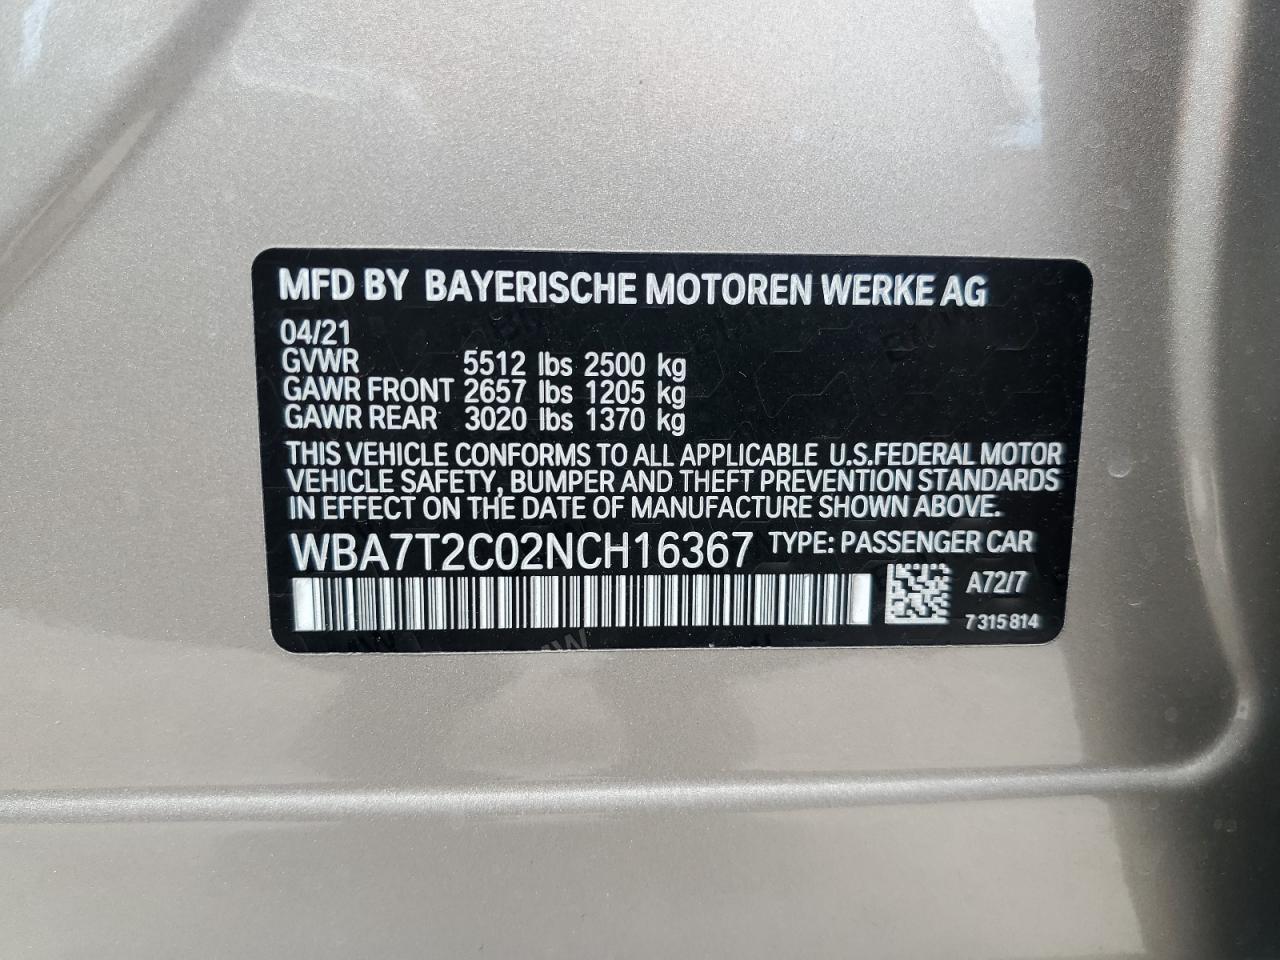 MFD BY BAYERISCHE MOTOREN WERKE AG
04/21
GVWR 5512 lbs 2500 kg
GAWR FRONT 2657 lbs 1205 kg
GAWR REAR 3020 lbs 1370 kg
THIS VEHICLE CONFORMS TO ALL APPLICABLE U.S.FEDERAL MOTOR
VEHICLE SAFETY, BUMPER AND THEFT PREVENTION STANDARDS
IN EFFECT ON THE DATE OF MANUFACTURE SHOWN ABOVE.
WBA7T2C02NCH16367 TYPE: PASSENGER CAR
A72/7
7 315 814